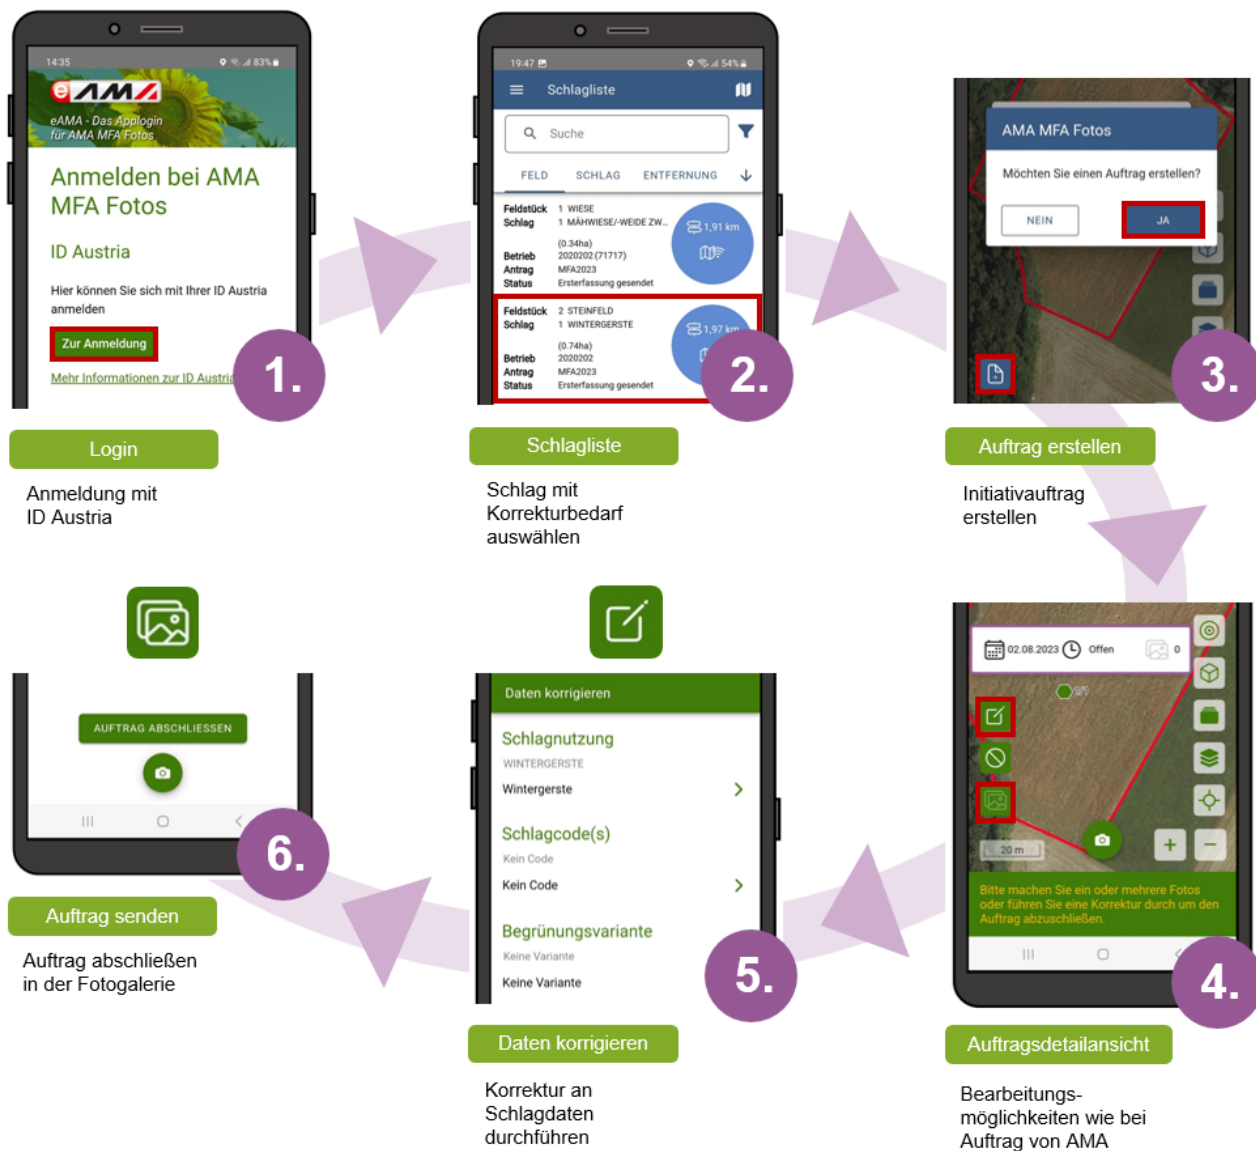 14:35
83%
eAMA
eAMA - Das Applogin
für AMA MFA Fotos
Anmelden bei AMA
MFA Fotos
ID Austria
Hier können Sie sich mit Ihrer ID Austria
anmelden
Zur Anmeldung
Mehr Informationen zur ID Austria
1.
Login
Anmeldung mit
ID Austria
19:47
54%
Schlagliste
Suche
FELD SCHLAG ENTFERNUNG
Feldstück 1 WIESE
Schlag 1 MÄHWIESE/-WEIDE ZW...
(0.34ha)
Betrieb 2020202 (71717)
Antrag MFA2023
Status Ersterfassung gesendet
1,91 km
Feldstück 2 STEINFELD
Schlag 1 WINTERGERSTE
(0.74ha)
Betrieb 2020202
Antrag MFA2023
Status Ersterfassung gesendet
1,97 km
2.
Schlagliste
Schlag mit
Korrekturbedarf
auswählen
AMA MFA Fotos
Möchten Sie einen Auftrag erstellen?
NEIN JA
3.
Auftrag erstellen
Initiativauftrag
erstellen
02.08.2023 Offen 0
1/1
20 m
Bitte machen Sie ein oder mehrere Fotos
oder führen Sie eine Korrektur durch um den
Auftrag abzuschließen.
4.
Auftragsdetailansicht
Bearbeitungs-
möglichkeiten wie bei
Auftrag von AMA
Daten korrigieren
Schlagnutzung
WINTERGERSTE
Wintergerste
Schlagcode(s)
Kein Code
Kein Code
Begrünungsvariante
Keine Variante
Keine Variante
5.
Daten korrigieren
Korrektur an
Schlagdaten
durchführen
AUFTRAG ABSCHLIESSEN
6.
Auftrag senden
Auftrag abschließen
in der Fotogalerie